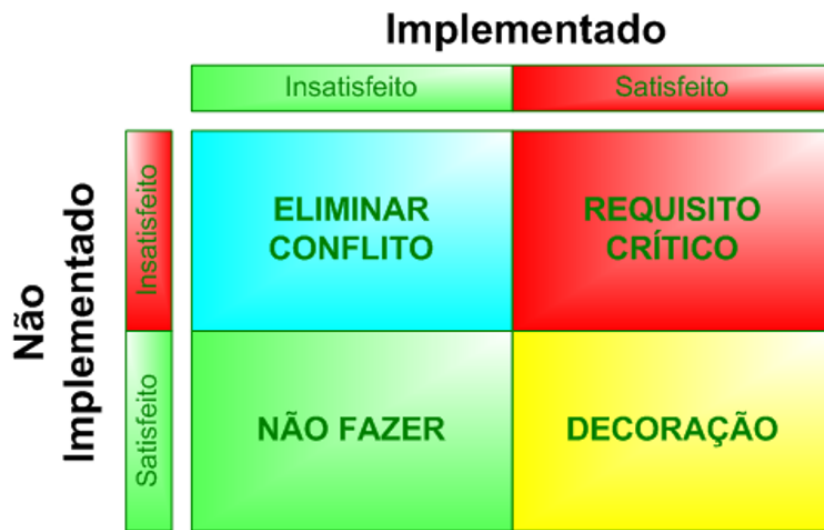 Implementado
Insatisfeito
Satisfeito
Não
Implementado
Insatisfeito
Satisfeito
ELIMINAR
CONFLITO
REQUISITO
CRÍTICO
NÃO FAZER
DECORAÇÃO